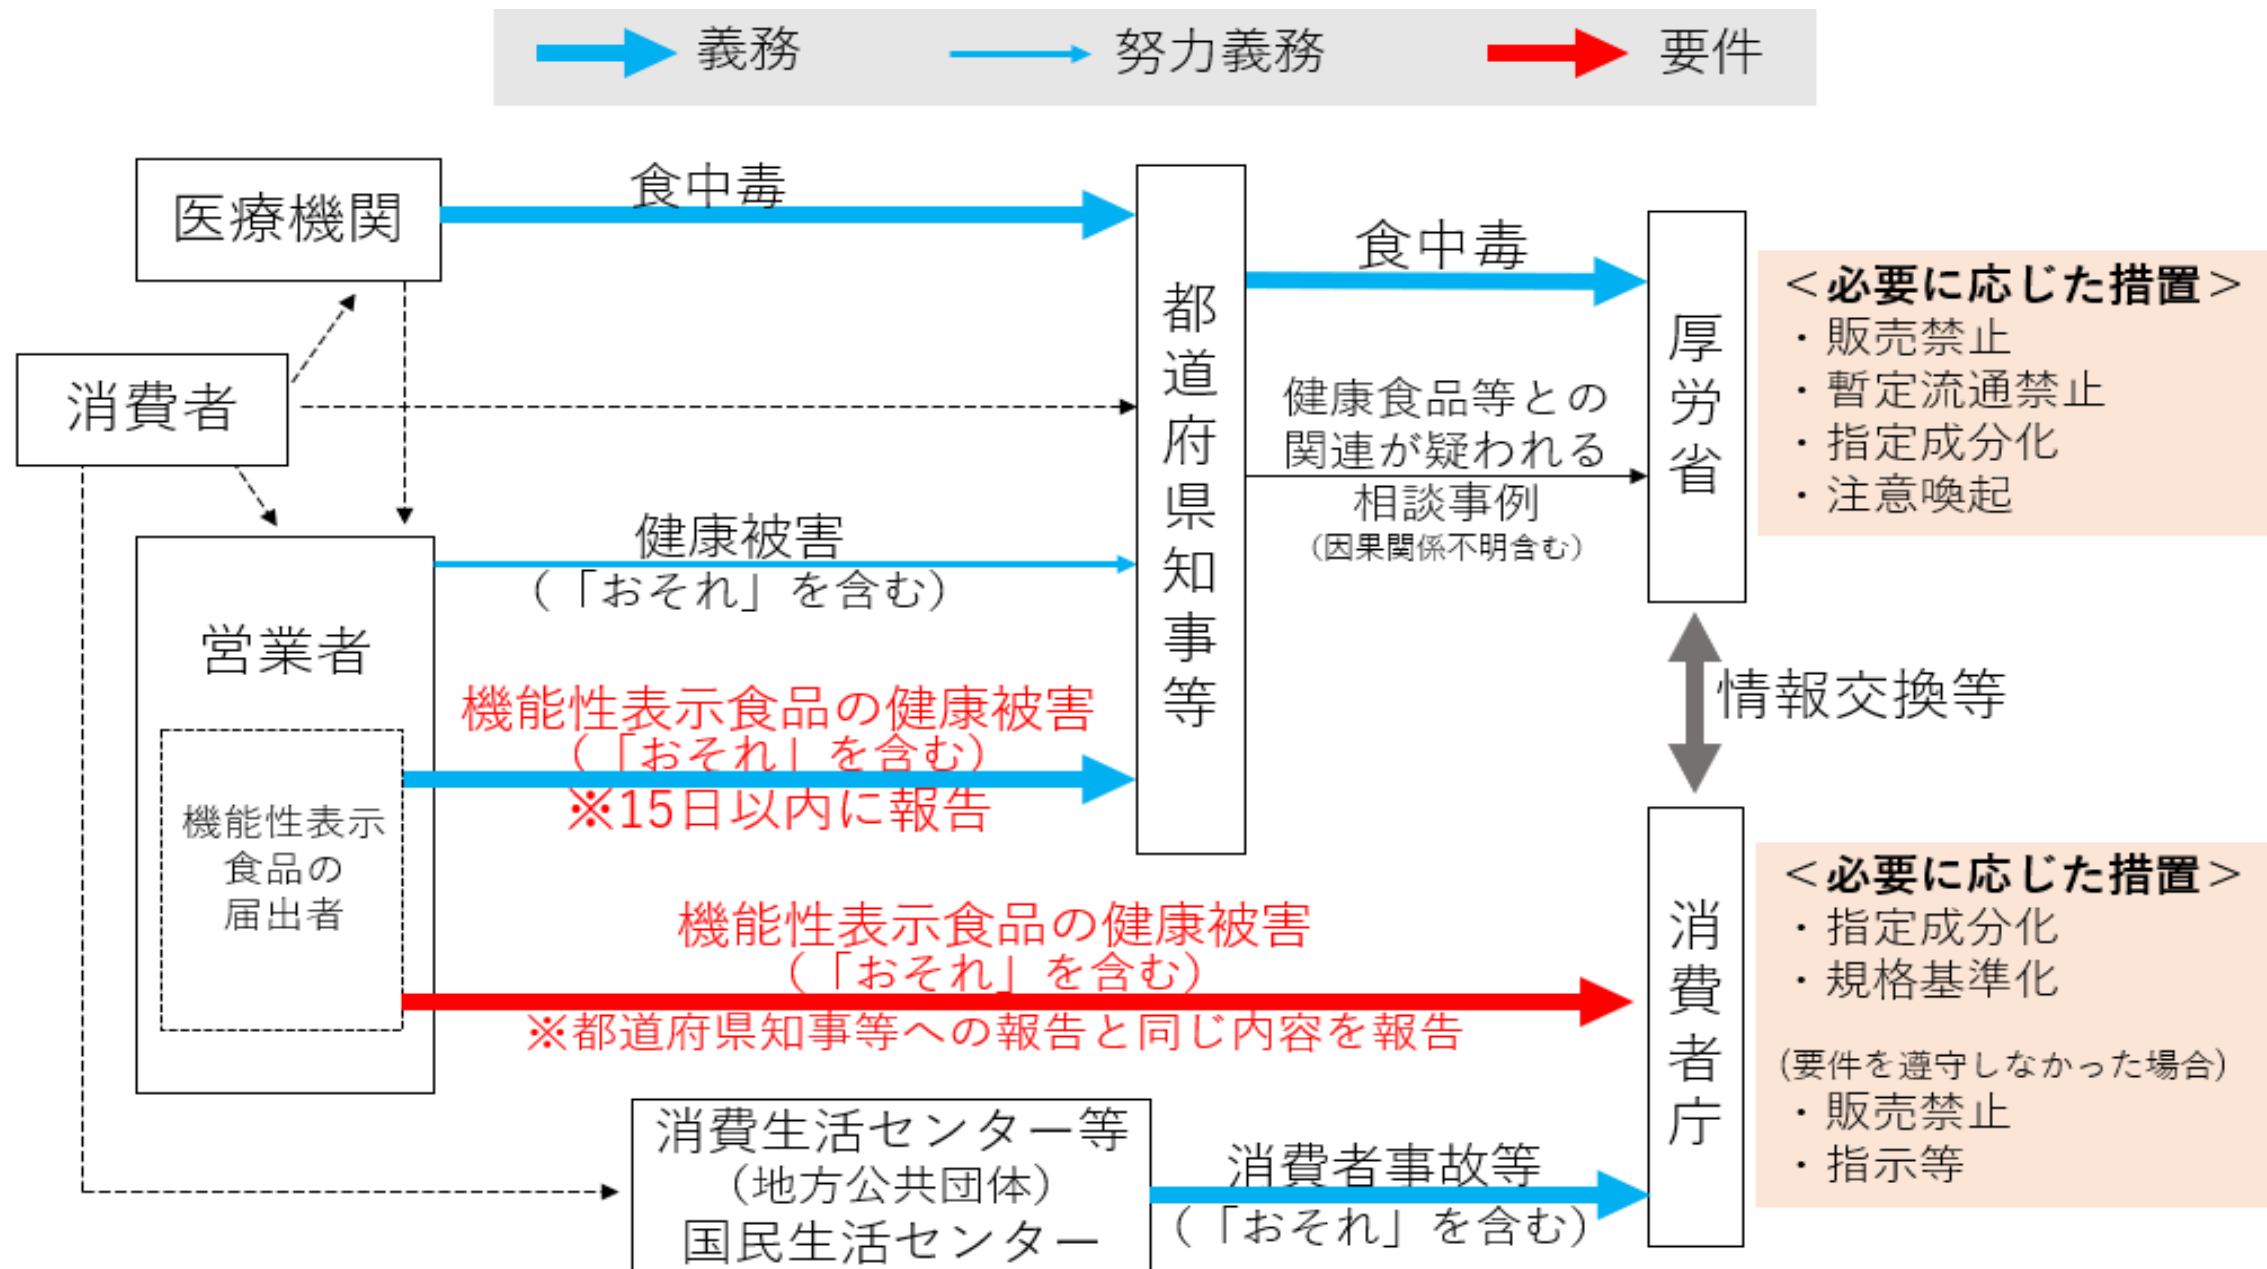 義務
努力義務
要件
医療機関
消費者
営業者
機能性表示
食品の
届出者
食中毒
健康被害
（「おそれ」を含む）
機能性表示食品の健康被害
（「おそれ」を含む）
※15日以内に報告
機能性表示食品の健康被害
（「おそれ」を含む）
※都道府県知事等への報告と同じ内容を報告
消費生活センター等
（地方公共団体）
国民生活センター
消費者事故等
（「おそれ」を含む）
都道府県知事等
食中毒
健康食品等との
関連が疑われる
相談事例
（因果関係不明含む）
厚労省
情報交換等
消費者庁
＜必要に応じた措置＞
・販売禁止
・暫定流通禁止
・指定成分化
・注意喚起
＜必要に応じた措置＞
・指定成分化
・規格基準化
（要件を遵守しなかった場合）
・販売禁止
・指示等